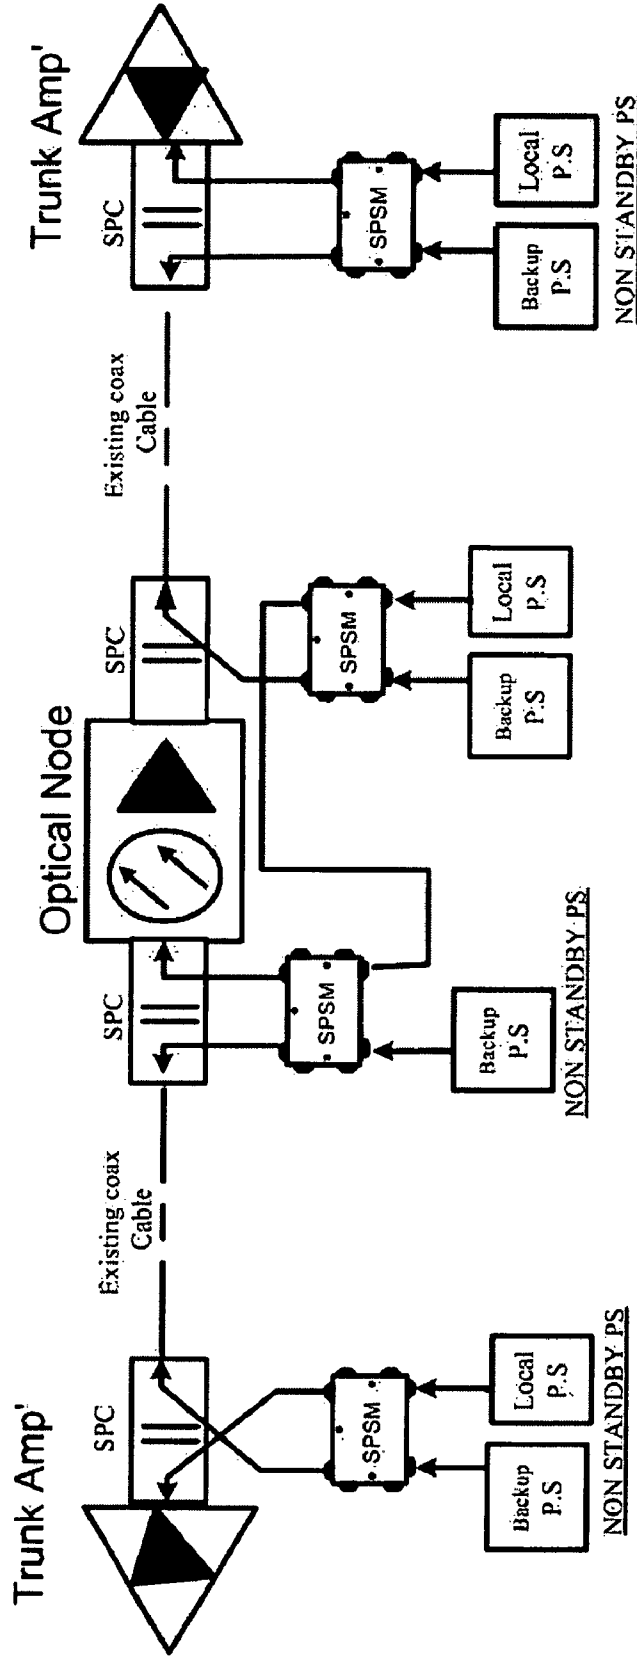 Trunk Amp'
SPC
Existing coax
Cable
SPSM
Backup
P.S
Local
P.S
NON STANDBY PS
Optical Node
SPC
SPC
SPSM
Backup
P.S
NON STANDBY PS
SPSM
Backup
P.S
Local
P.S
Existing coax
Cable
Trunk Amp'
SPC
SPSM
Backup
P.S
Local
P.S
NON STANDBY PS